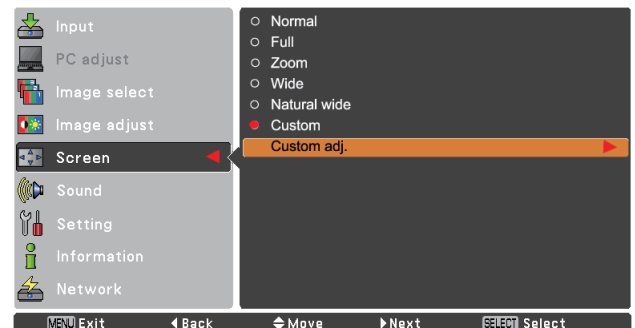 Input
PC adjust
Image select
Image adjust
Screen
Sound
Setting
Information
Network
Normal
Full
Zoom
Wide
Natural wide
Custom
Custom adj.
MENU Exit Back Move Next SELECT Select